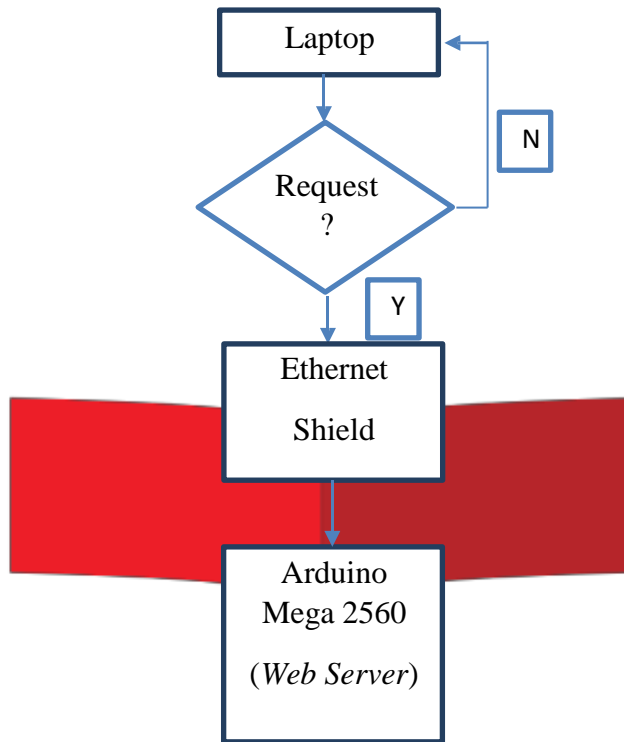 Laptop
N
Request
?
Y
Ethernet
Shield
Arduino
Mega 2560
(Web Server)